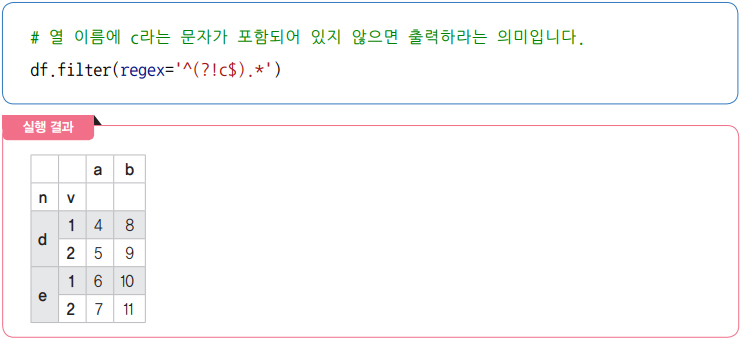 # 열 이름에 c라는 문자가 포함되어 있지 않으면 출력하라는 의미입니다.
df.filter(regex='^(?!c$).*')
실행 결과
a b
n v
d 1 4 8
2 5 9
e 1 6 10
2 7 11